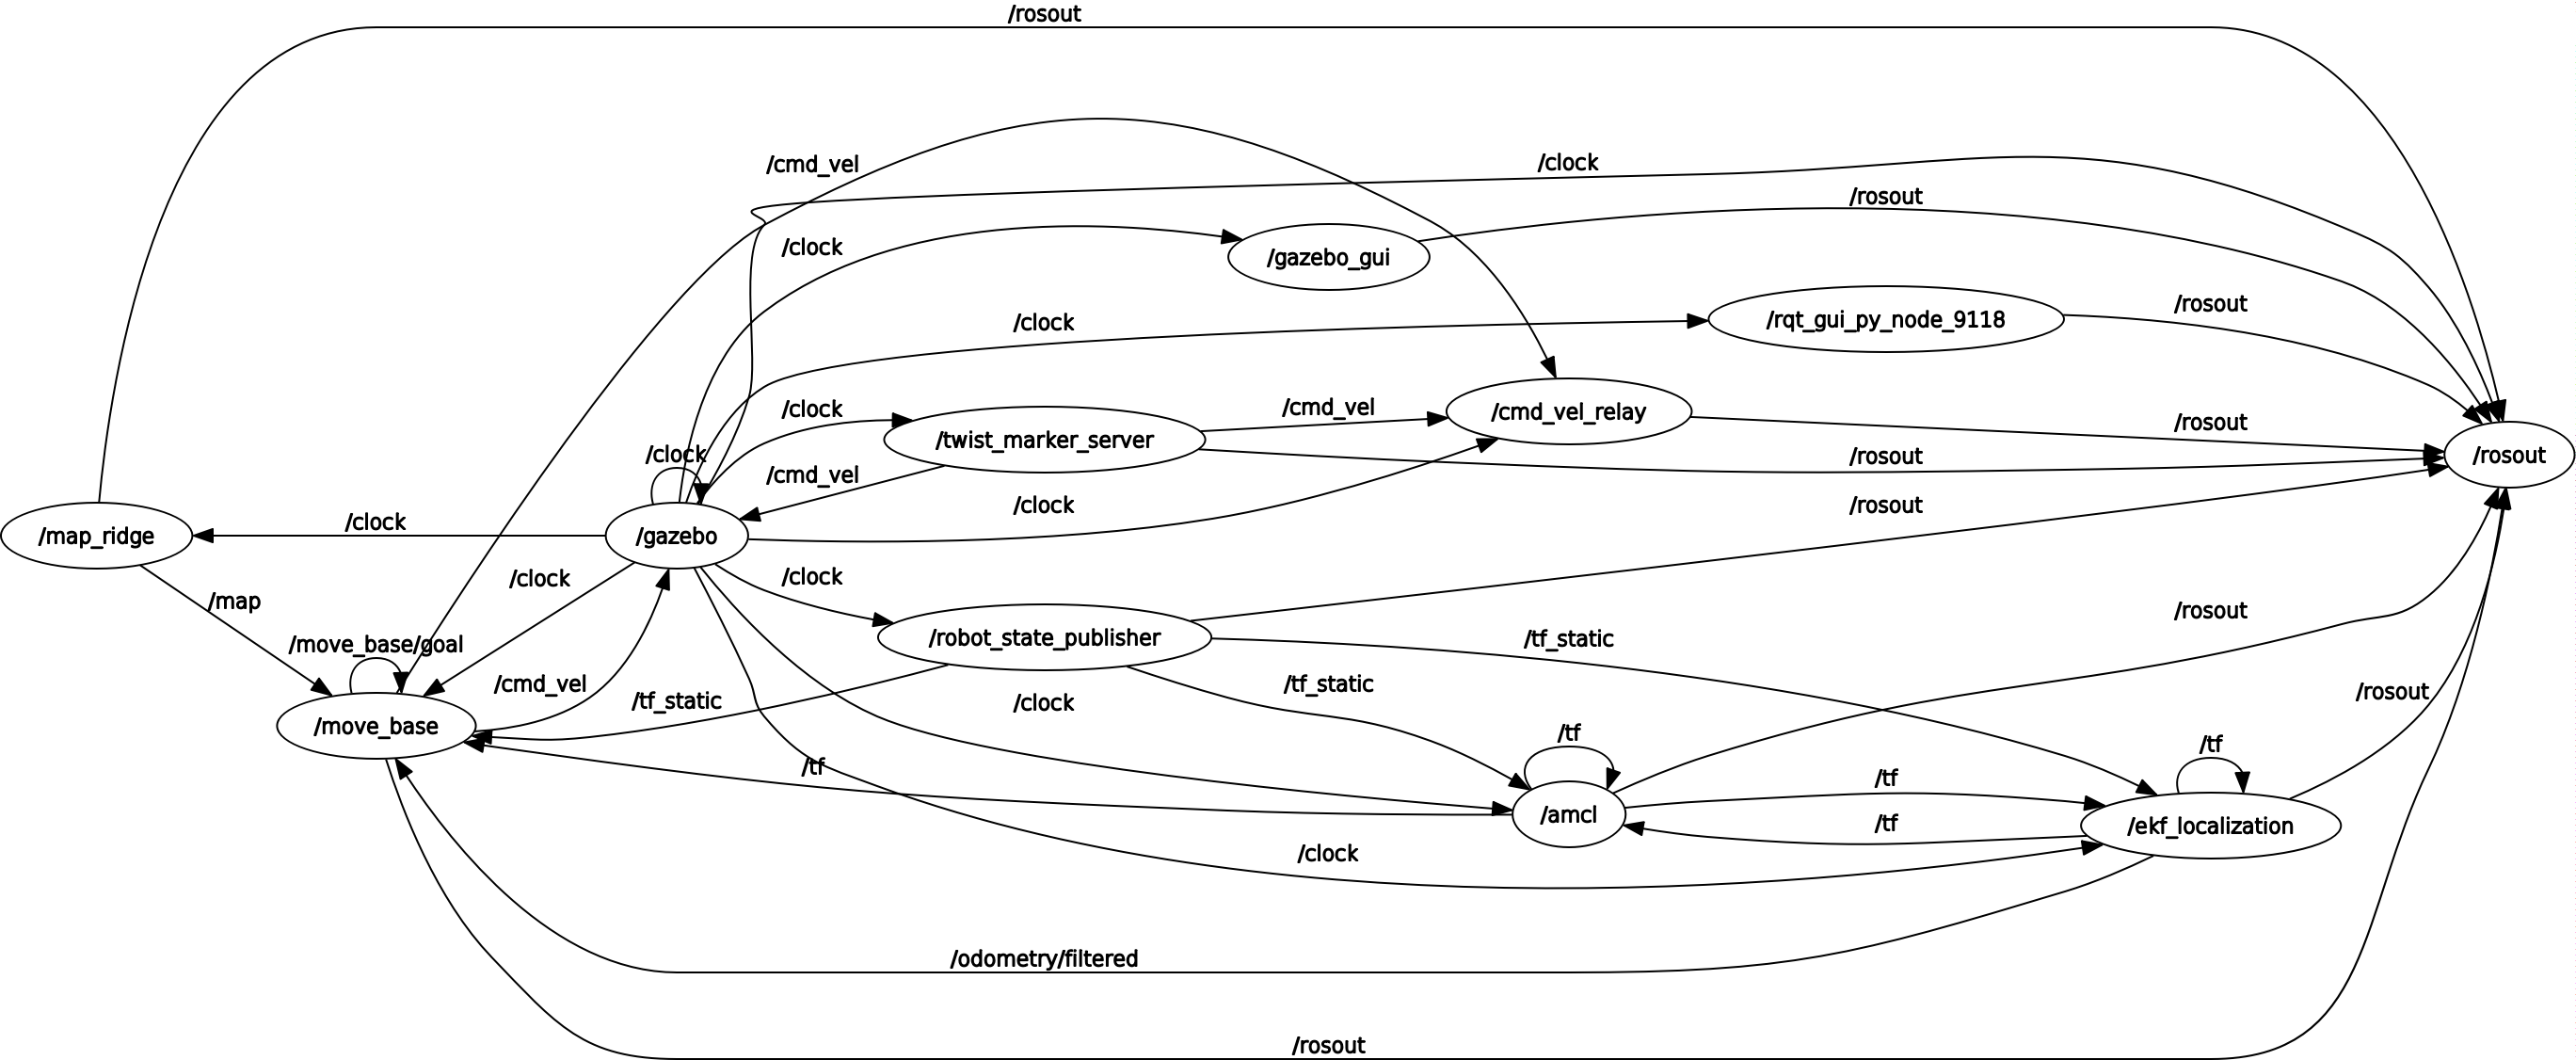 /rosout
/cmd_vel
/clock
/rosout
/clock
/gazebo_gui
/rosout
/clock
/rqt_gui_py_node_9118
/clock
/cmd_vel
/cmd_vel_relay
/rosout
/twist_marker_server
/clock
/rosout
/rosout
/cmd_vel
/clock
/rosout
/clock
/map_ridge
/gazebo
/clock
/clock
/map
/rosout
/robot_state_publisher
/tf_static
/move_base/goal
/cmd_vel
/tf_static
/rosout
/tf_static
/clock
/move_base
/tf
/tf
/tf
/tf
/amcl
/tf
/ekf_localization
/clock
/odometry/filtered
/rosout